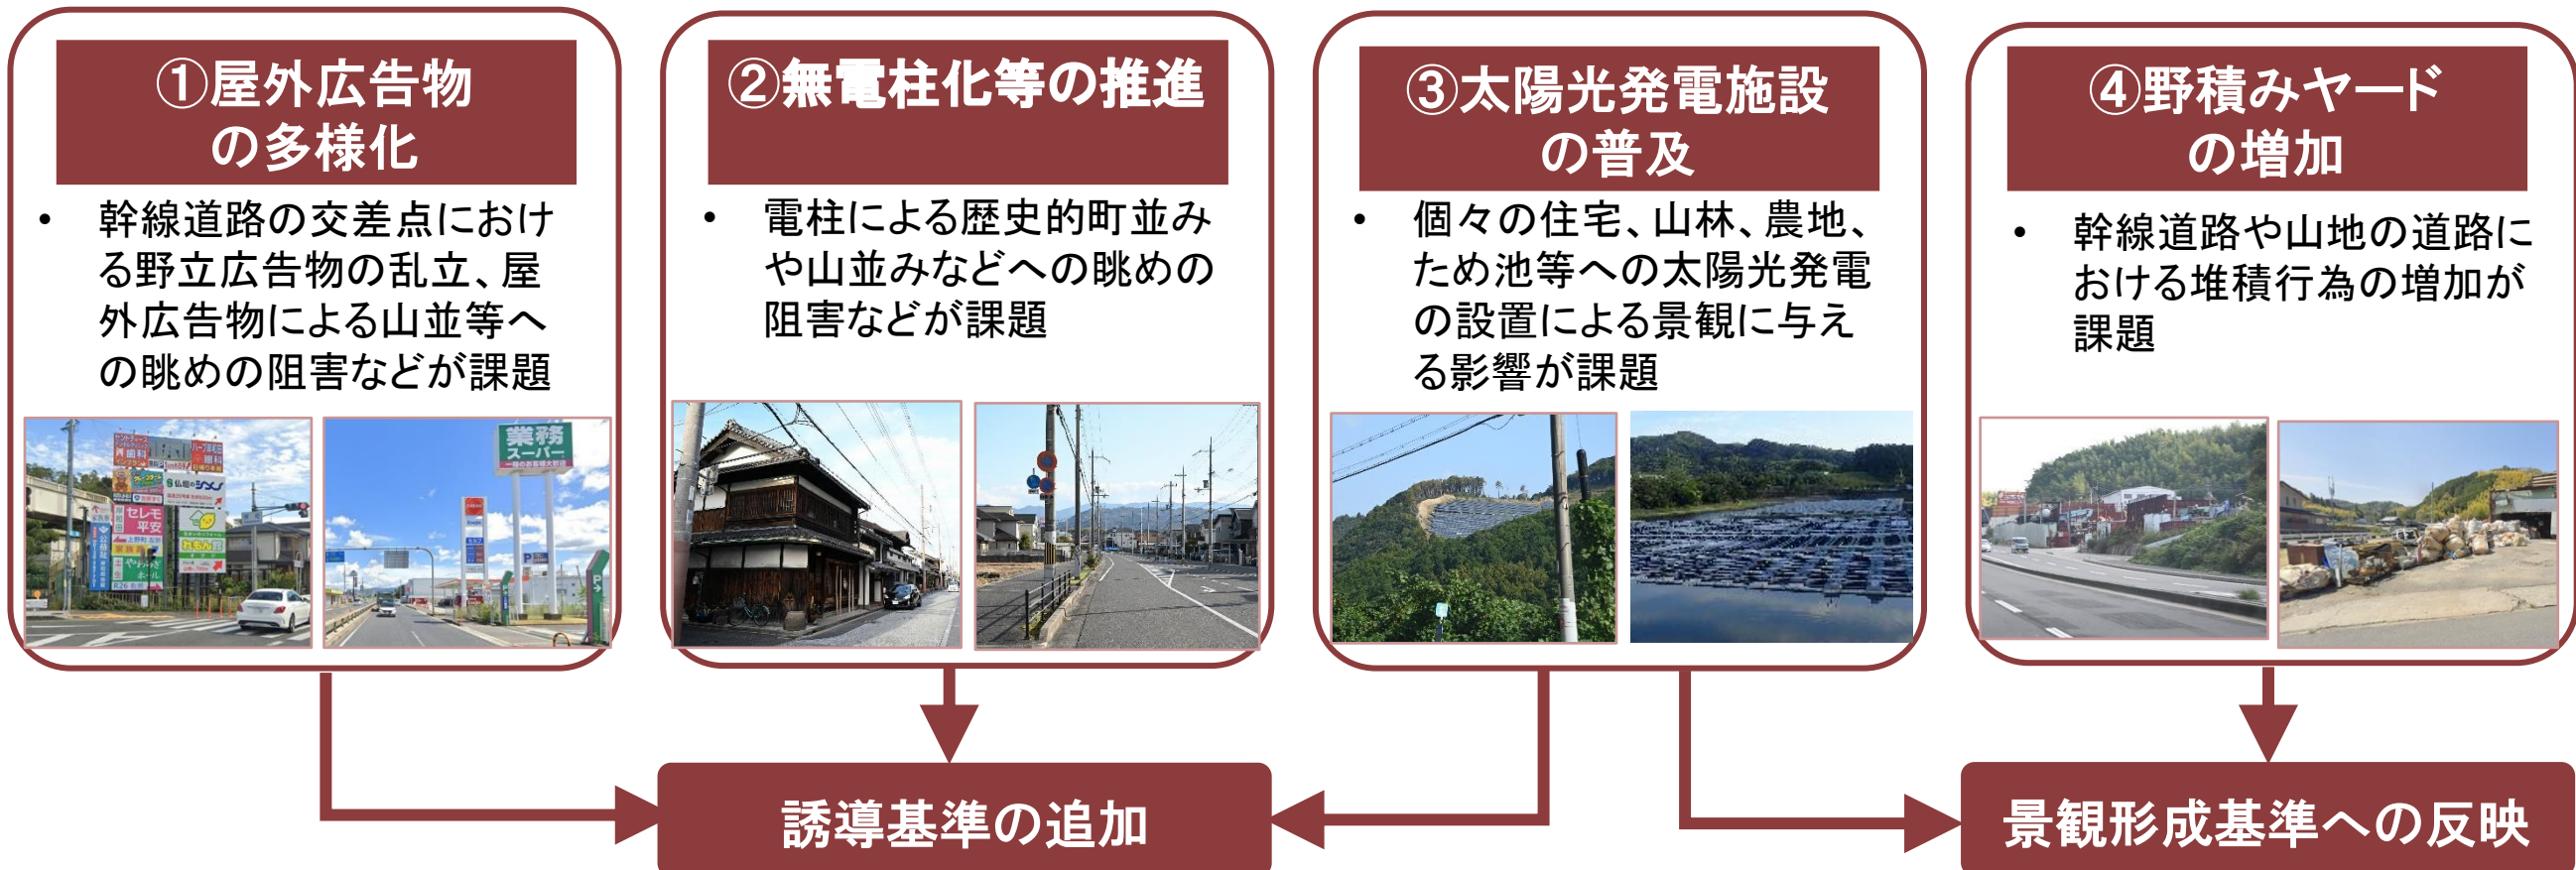 ①屋外広告物
の多様化
• 幹線道路の交差点におけ
る野立広告物の乱立、屋
外広告物による山並等へ
の眺めの阻害などが課題
業務
スーパー
セレモ
平安
れもん
②無電柱化等の推進
• 電柱による歴史的町並み
や山並みなどへの眺めの
阻害などが課題
③太陽光発電施設
の普及
• 個々の住宅、山林、農地、
ため池等への太陽光発電
の設置による景観に与え
る影響が課題
④野積みヤード
の増加
• 幹線道路や山地の道路に
おける堆積行為の増加が
課題
誘導基準の追加
景観形成基準への反映